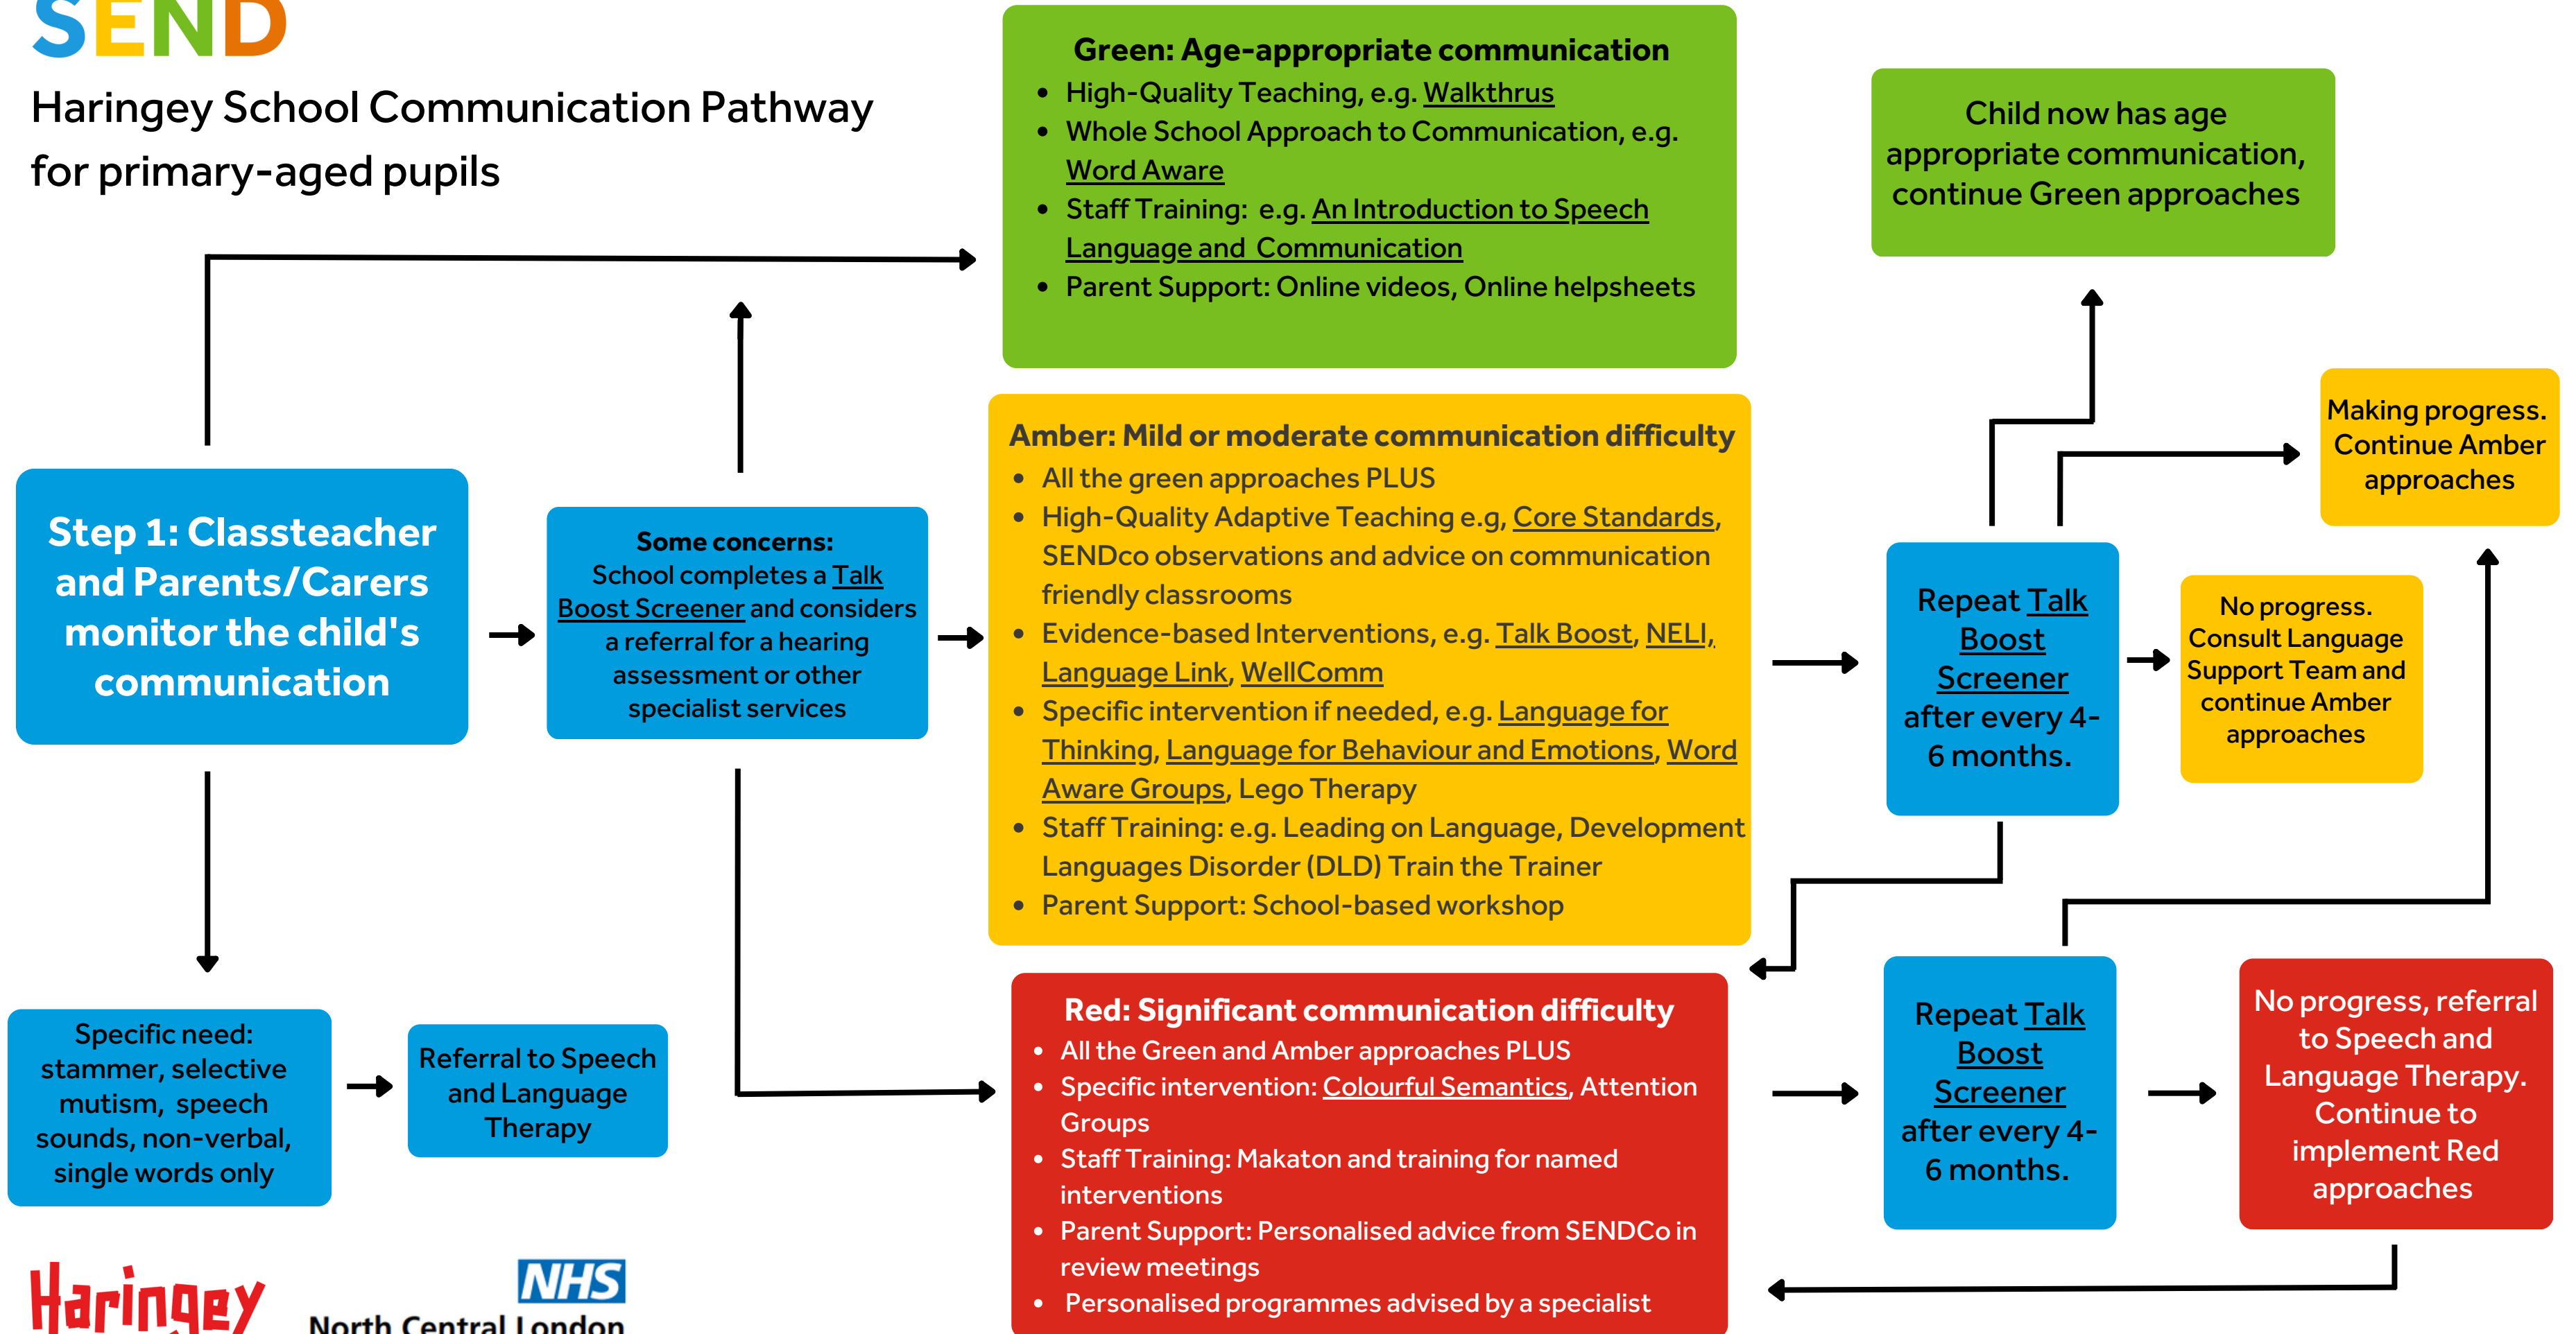 SEND
Haringey School Communication Pathway
for primary-aged pupils
Green: Age-appropriate communication
• High-Quality Teaching, e.g. Walkthrus
• Whole School Approach to Communication, e.g.
Word Aware
• Staff Training: e.g. An Introduction to Speech
Language and Communication
• Parent Support: Online videos, Online helpsheets
Child now has age
appropriate communication,
continue Green approaches
Step 1: Classteacher
and Parents/Carers
monitor the child's
communication
Some concerns:
School completes a Talk
Boost Screener and considers
a referral for a hearing
assessment or other
specialist services
Amber: Mild or moderate communication difficulty
• All the green approaches PLUS
• High-Quality Adaptive Teaching e.g, Core Standards,
SENDco observations and advice on communication
friendly classrooms
• Evidence-based Interventions, e.g. Talk Boost, NELI,
Language Link, WellComm
• Specific intervention if needed, e.g. Language for
Thinking, Language for Behaviour and Emotions, Word
Aware Groups, Lego Therapy
• Staff Training: e.g. Leading on Language, Development
Languages Disorder (DLD) Train the Trainer
• Parent Support: School-based workshop
Repeat Talk
Boost
Screener
after every 4-
6 months.
Making progress.
Continue Amber
approaches
No progress.
Consult Language
Support Team and
continue Amber
approaches
Specific need:
stammer, selective
mutism, speech
sounds, non-verbal,
single words only
Referral to Speech
and Language
Therapy
Red: Significant communication difficulty
• All the Green and Amber approaches PLUS
• Specific intervention: Colourful Semantics, Attention
Groups
• Staff Training: Makaton and training for named
interventions
• Parent Support: Personalised advice from SENDCo in
review meetings
• Personalised programmes advised by a specialist
Repeat Talk
Boost
Screener
after every 4-
6 months.
No progress, referral
to Speech and
Language Therapy.
Continue to
implement Red
approaches
Haringey
NHS
North Central London